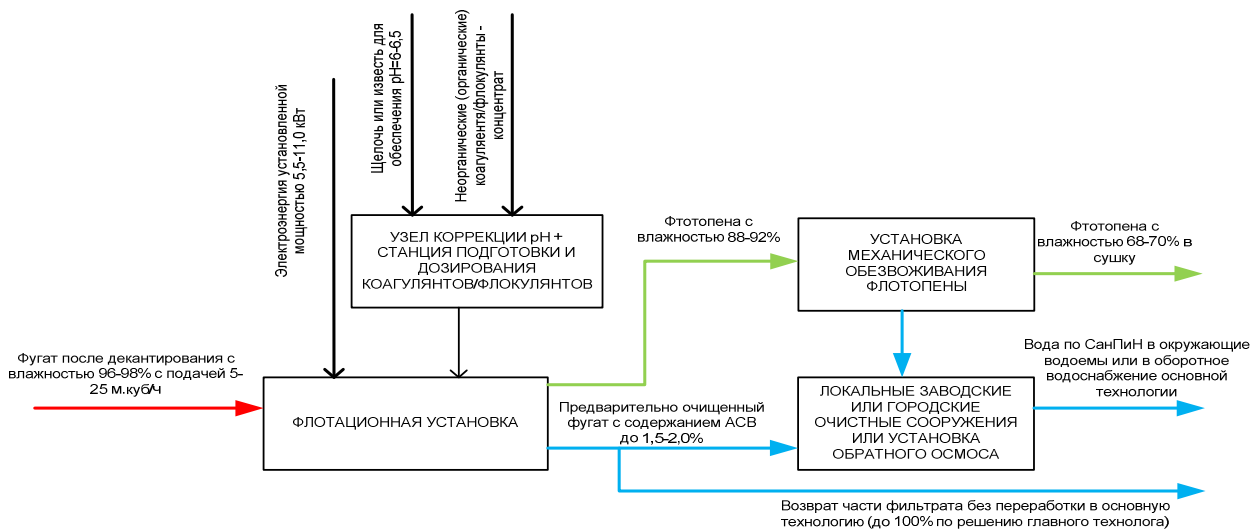 Электроэнергия установленной
мощностью 5,5-11,0 кВт
Щелочь или известь для
обеспечения pH=6-6,5
Неорганические (органические)
коагуляентя/флокулянты -
концентрат
УЗЕЛ КОРРЕКЦИИ pH +
СТАНЦИЯ ПОДГОТОВКИ И
ДОЗИРОВАНИЯ
КОАГУЛЯНТОВ/ФЛОКУЛЯНТОВ
Фтотопена с
влажностью 88-92%
УСТАНОВКА
МЕХАНИЧЕСКОГО
ОБЕЗВОЖИВАНИЯ
ФЛОТОПЕНЫ
Фтотопена с
влажностью 68-70% в
сушку
Фугат после декантирования с
влажностью 96-98% с подачей 5-
25 м.куб/ч
ФЛОТАЦИОННАЯ УСТАНОВКА
Предварительно очищенный
фугат с содержанием АСВ
до 1,5-2,0%
ЛОКАЛЬНЫЕ ЗАВОДСКИЕ
ИЛИ ГОРОДСКИЕ
ОЧИСТНЫЕ СООРУЖЕНИЯ
ИЛИ УСТАНОВКА
ОБРАТНОГО ОСМОСА
Вода по СанПиН в окружающие
водоемы или в оборотное
водоснабжение основной
технологии
Возврат части фильтрата без переработки в основную
технологию (до 100% по решению главного технолога)